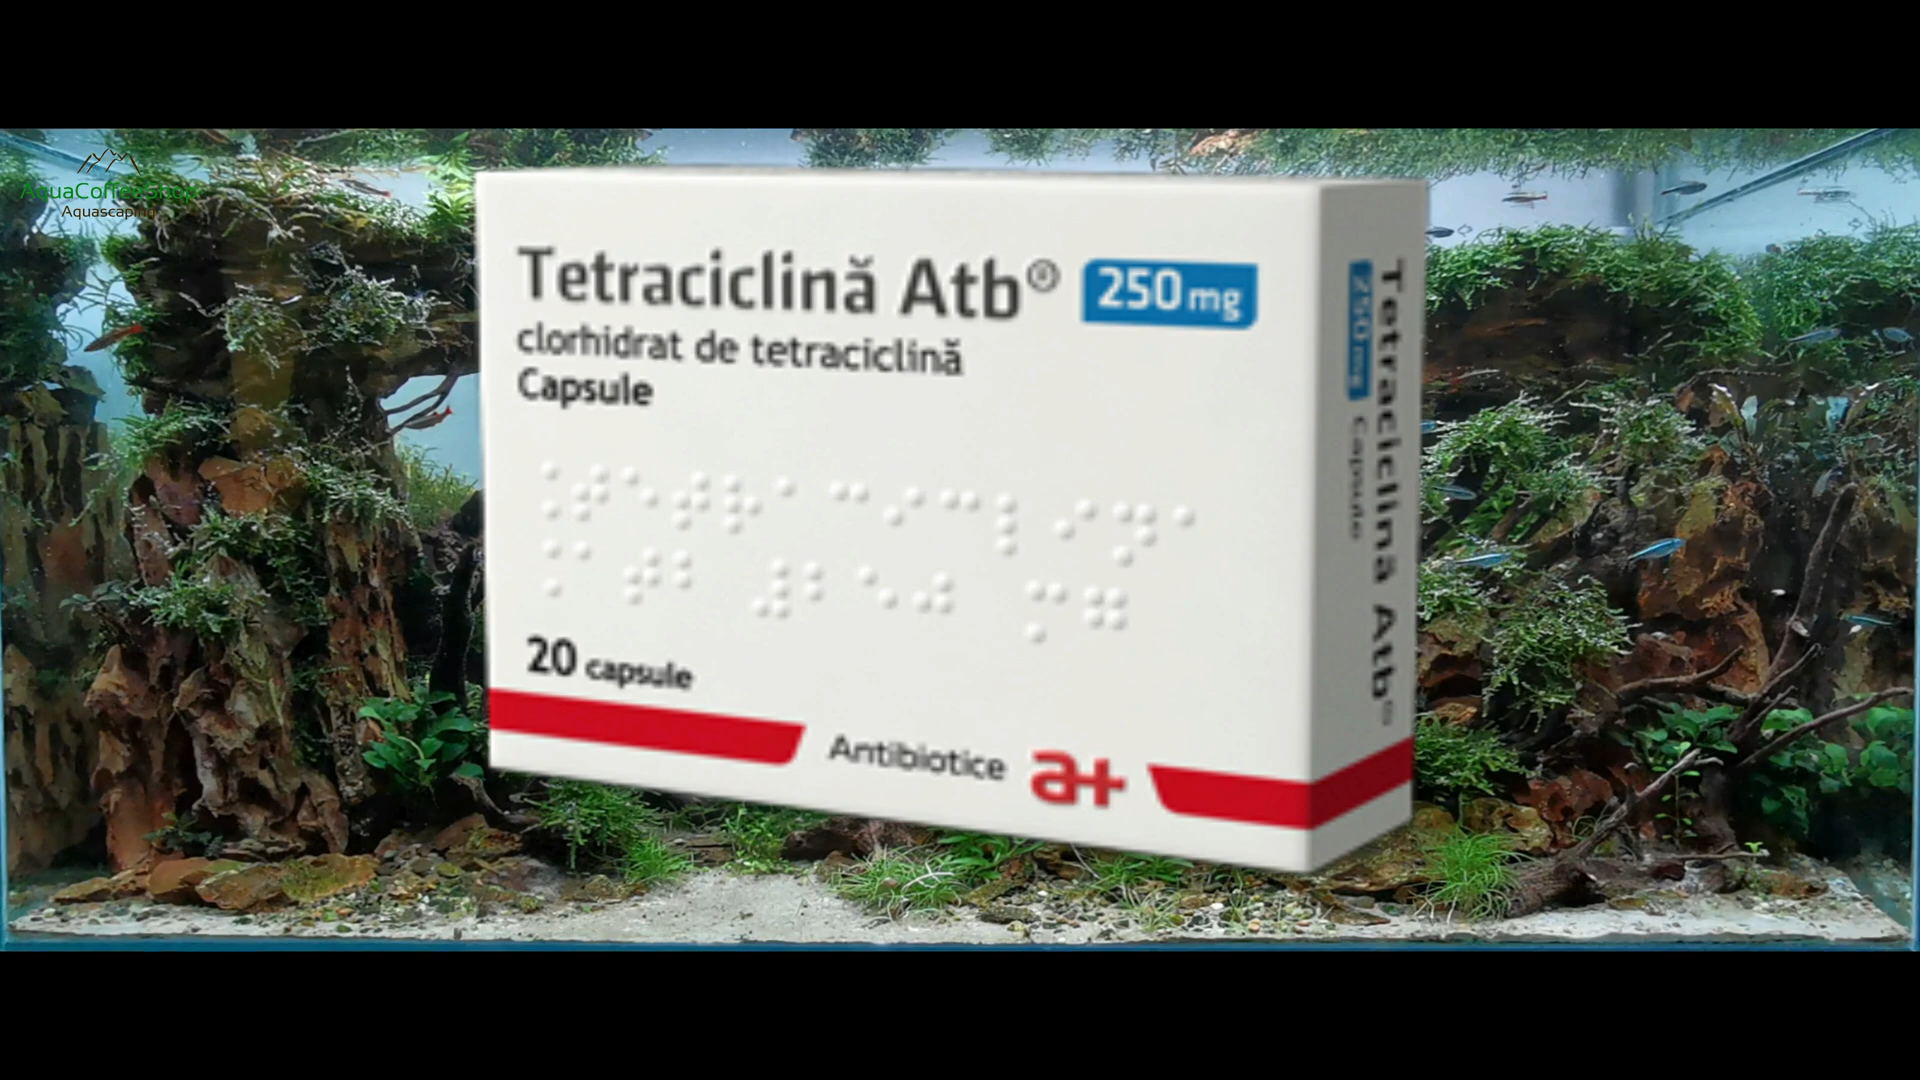 AquaCoffeeShop
Aquascaping
Tetraciclină Atb® 250 mg
clorhidrat de tetraciclină
Capsule
20 capsule
Antibiotice a+
Tetraciclină Atb®
250 mg Capsule